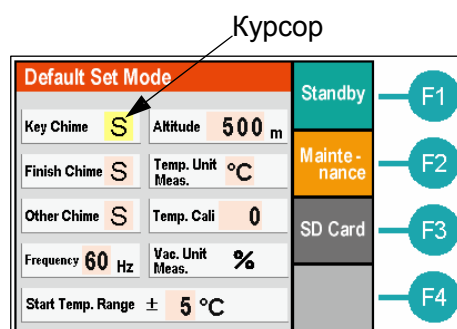 Курсор
Default Set Mode
Standby
F1
Key Chime S
Altitude 500 m
Mainte-
nance
F2
Finish Chime S
Temp. Unit
Meas. °C
Other Chime S
Temp. Cali 0
SD Card
F3
Frequency 60 Hz
Vac. Unit
Meas. %
Start Temp. Range ± 5 °C
F4